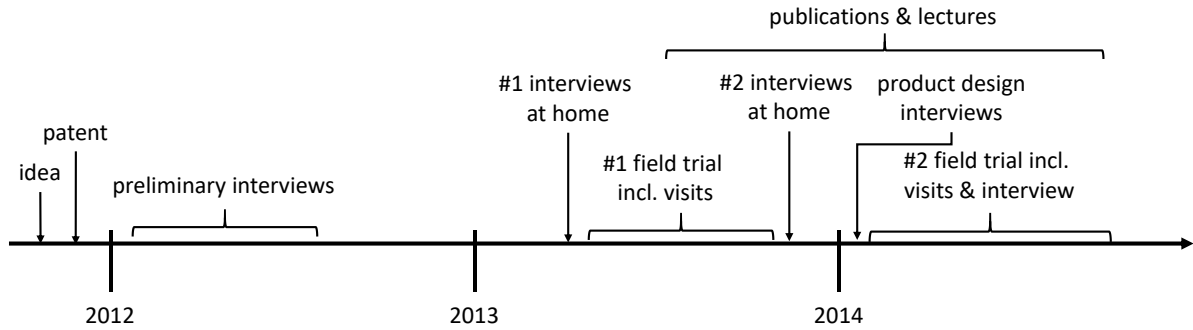 publications & lectures
#1 interviews
at home
#2 interviews
at home
product design
interviews
patent
idea
preliminary interviews
#1 field trial
incl. visits
#2 field trial incl.
visits & interview
2012
2013
2014